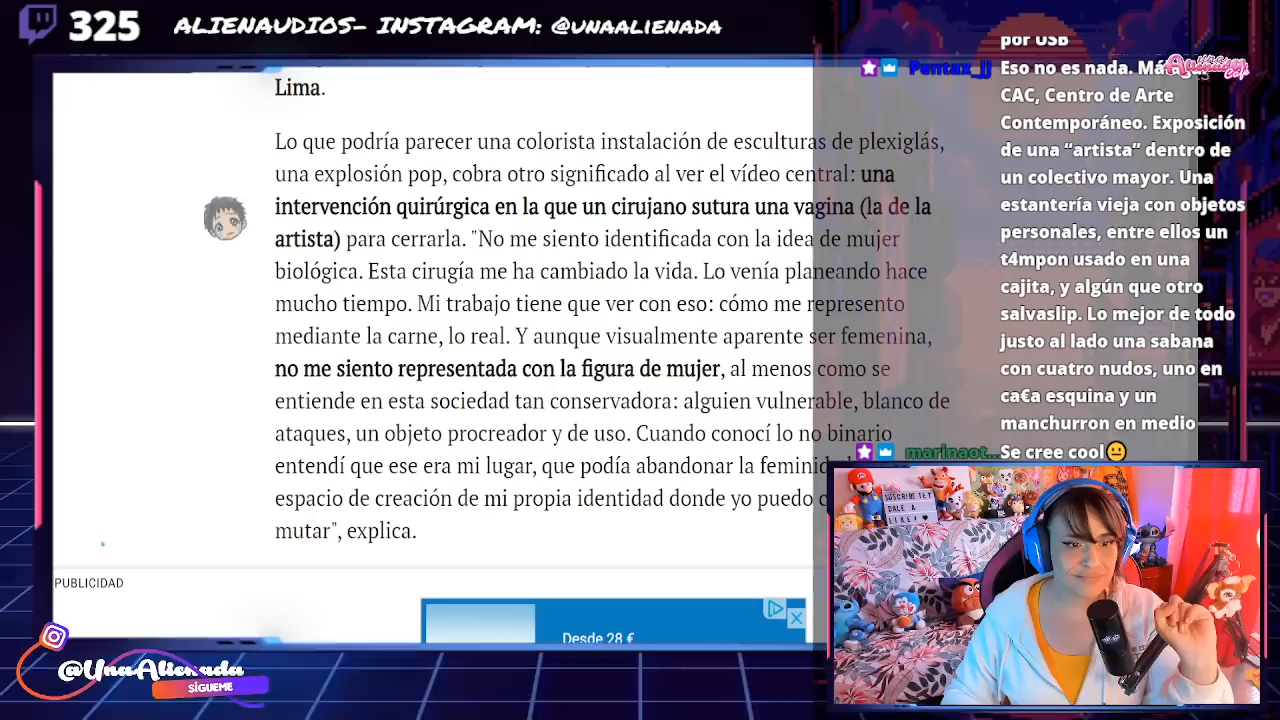 325
ALIENAUDIOS- INSTAGRAM: @UNAALIENADA
Lima.
Lo que podría parecer una colorista instalación de esculturas de plexiglás,
una explosión pop, cobra otro significado al ver el vídeo central: una
intervención quirúrgica en la que un cirujano sutura una vagina (la de la
artista) para cerrarla. "No me siento identificada con la idea de mujer
biológica. Esta cirugía me ha cambiado la vida. Lo venía planeando hace
mucho tiempo. Mi trabajo tiene que ver con eso: cómo me represento
mediante la carne, lo real. Y aunque visualmente aparente ser femenina,
no me siento representada con la figura de mujer, al menos como se
entiende en esta sociedad tan conservadora: alguien vulnerable, blanco de
ataques, un objeto procreador y de uso. Cuando conocí lo no binario
entendí que ese era mi lugar, que podía abandonar la
espacio de creación de mi propia identidad donde yo puedo
mutar", explica.
PUBLICIDAD
Desde 28 €
@UnaAlienada
SÍGUEME
por USB
Pentax_jj Eso no es nada.
CAC, Centro de Arte
Contemporáneo. Exposición
de una “artista” dentro de
un colectivo mayor. Una
estantería vieja con objetos
personales, entre ellos un
t4mpon usado en una
cajita, y algún que otro
salvaslip. Lo mejor de todo
justo al lado una sabana
con cuatro nudos, uno en
ca€a esquina y un
manchurron en medio
marinaot... Se cree cool
SUSCRIBETE!
DALE A
LIKE!